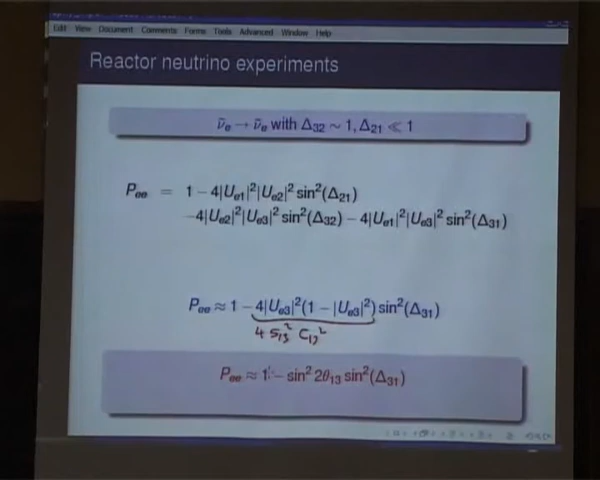 Edit View Document Comments Forms Tools Advanced Window Help
Reactor neutrino experiments
ν̄ₑ → ν̄ₑ with Δ₃₂ ~ 1, Δ₂₁ ≪ 1
Pₑₑ = 1 − 4|Uₑ₁|²|Uₑ₂|² sin²(Δ₂₁)
−4|Uₑ₂|²|Uₑ₃|² sin²(Δ₃₂) − 4|Uₑ₁|²|Uₑ₃|² sin²(Δ₃₁)
Pₑₑ ≈ 1 − 4|Uₑ₃|²(1 − |Uₑ₃|²) sin²(Δ₃₁)
4 S₁₃² C₁₃²
Pₑₑ ≈ 1 − sin² 2θ₁₃ sin²(Δ₃₁)